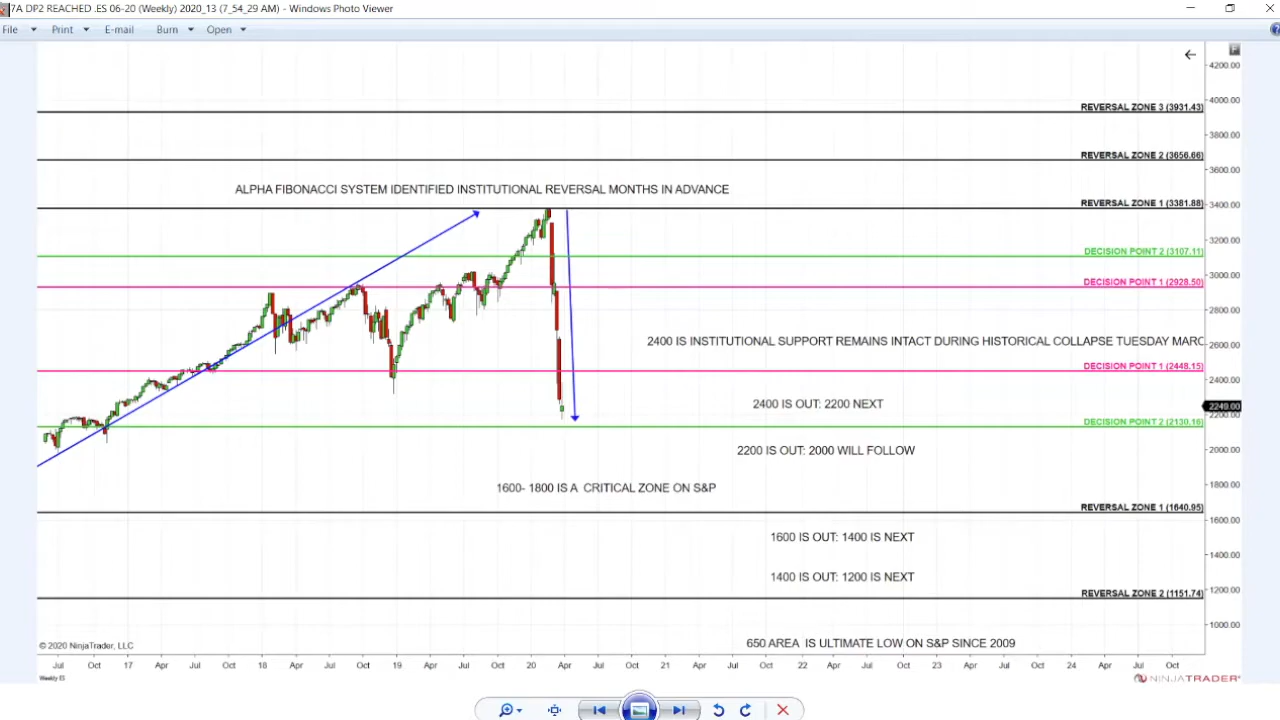 7A DP2 REACHED .ES 06-20 (Weekly) 2020_13 (7_54_29 AM) - Windows Photo Viewer
File Print E-mail Burn Open
F
4200.00
4000.00
REVERSAL ZONE 3 (3931.43)
3800.00
REVERSAL ZONE 2 (3656.66)
3600.00
ALPHA FIBONACCI SYSTEM IDENTIFIED INSTITUTIONAL REVERSAL MONTHS IN ADVANCE
REVERSAL ZONE 1 (3381.88)
3400.00
3200.00
DECISION POINT 2 (3107.11)
3000.00
DECISION POINT 1 (2928.50)
2800.00
2400 IS INSTITUTIONAL SUPPORT REMAINS INTACT DURING HISTORICAL COLLAPSE TUESDAY MARC
2600.00
DECISION POINT 1 (2448.15)
2400.00
2400 IS OUT: 2200 NEXT
2249.00
2200.00
DECISION POINT 2 (2130.16)
2200 IS OUT: 2000 WILL FOLLOW
2000.00
1600- 1800 IS A CRITICAL ZONE ON S&P
1800.00
REVERSAL ZONE 1 (1640.95)
1600.00
1600 IS OUT: 1400 IS NEXT
1400.00
1400 IS OUT: 1200 IS NEXT
1200.00
REVERSAL ZONE 2 (1151.74)
1000.00
650 AREA IS ULTIMATE LOW ON S&P SINCE 2009
© 2020 NinjaTrader, LLC
Jul Oct 17 Apr Jul Oct 18 Apr Jul Oct 19 Apr Jul Oct 20 Apr Jul Oct 21 Apr Jul Oct 22 Apr Jul Oct 23 Apr Jul Oct 24 Apr Jul Oct
Weekly ES
NINJATRADER